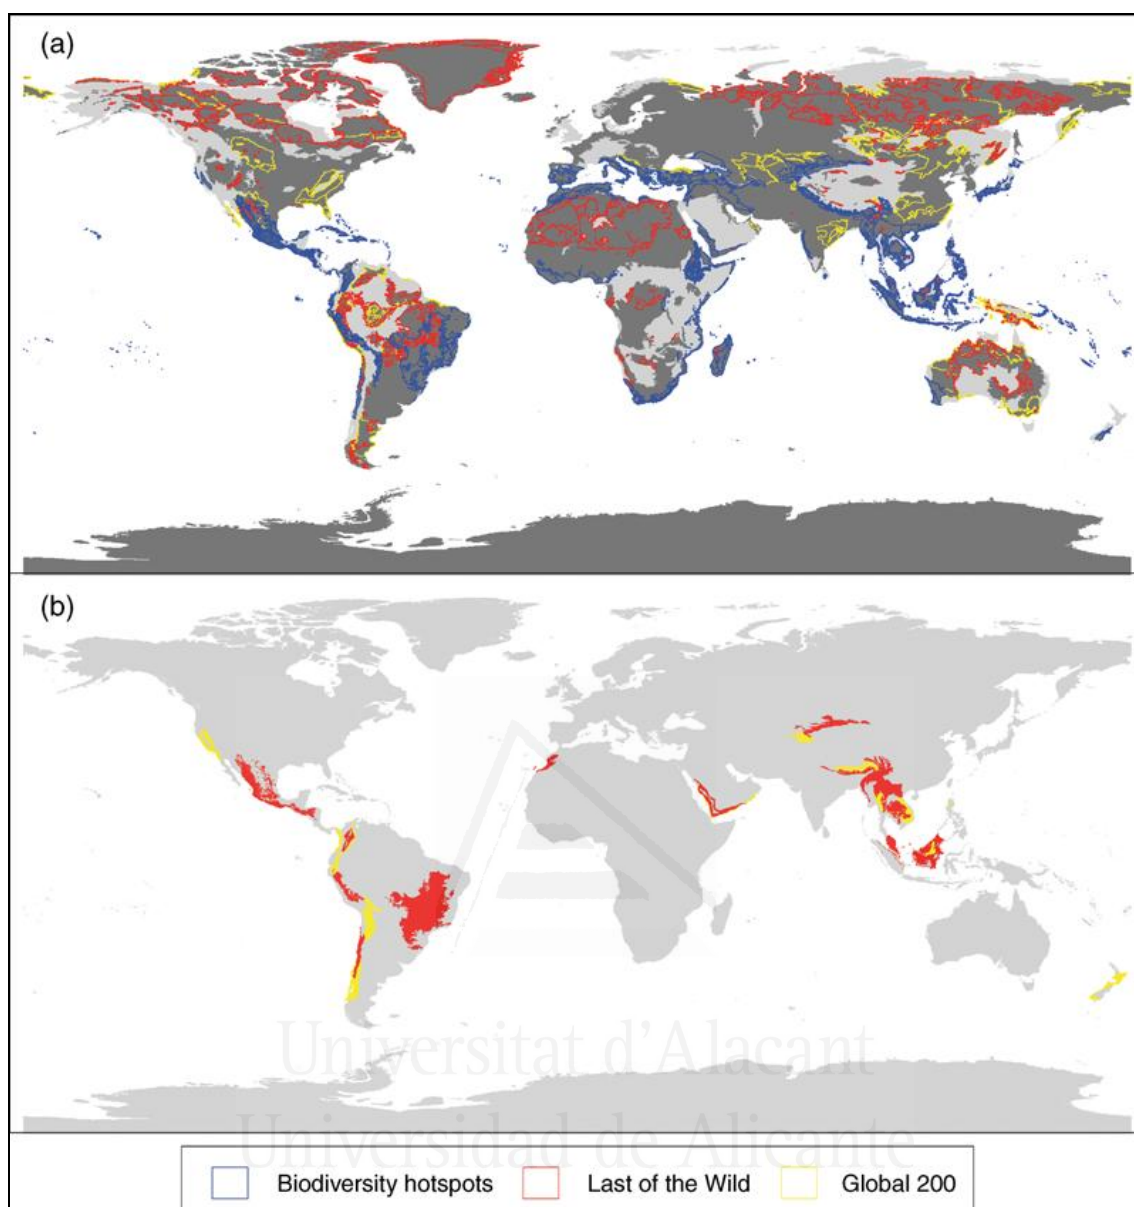 (a)
(b)
Universitat d'Alacant
Universidad de Alicante
Biodiversity hotspots
Last of the Wild
Global 200